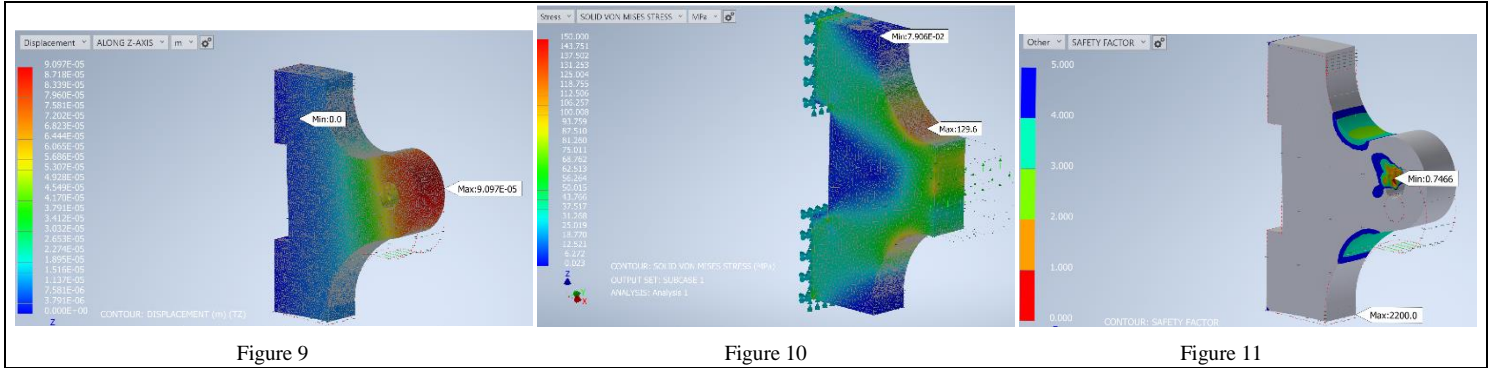 Displacement ALONG Z-AXIS m
9.097E-05
8.718E-05
8.339E-05
7.960E-05
7.581E-05
7.202E-05
6.823E-05
6.444E-05
6.065E-05
5.686E-05
5.307E-05
4.928E-05
4.549E-05
4.170E-05
3.791E-05
3.412E-05
3.032E-05
2.653E-05
2.274E-05
1.895E-05
1.516E-05
1.137E-05
7.581E-06
3.791E-06
0.000E+00
Min:0.0
Max:9.097E-05
CONTOUR: DISPLACEMENT (m) (TZ)
Z
Figure 9
Stress SOLID VON MISES STRESS MPa
150.000
143.751
137.502
131.253
125.004
118.755
112.506
106.257
100.008
93.759
87.510
81.260
75.011
68.762
62.513
56.264
50.015
43.766
37.517
31.268
25.019
18.770
12.521
6.272
0.023
Min:7.906E-02
Max:129.6
CONTOUR: SOLID VON MISES STRESS (MPa)
OUTPUT SET: SUBCASE 1
ANALYSIS: Analysis 1
Z
Y
X
Figure 10
Other SAFETY FACTOR
5.000
4.000
3.000
2.000
1.000
0.000
Min:0.7466
Max:2200.0
CONTOUR: SAFETY FACTOR
Figure 11